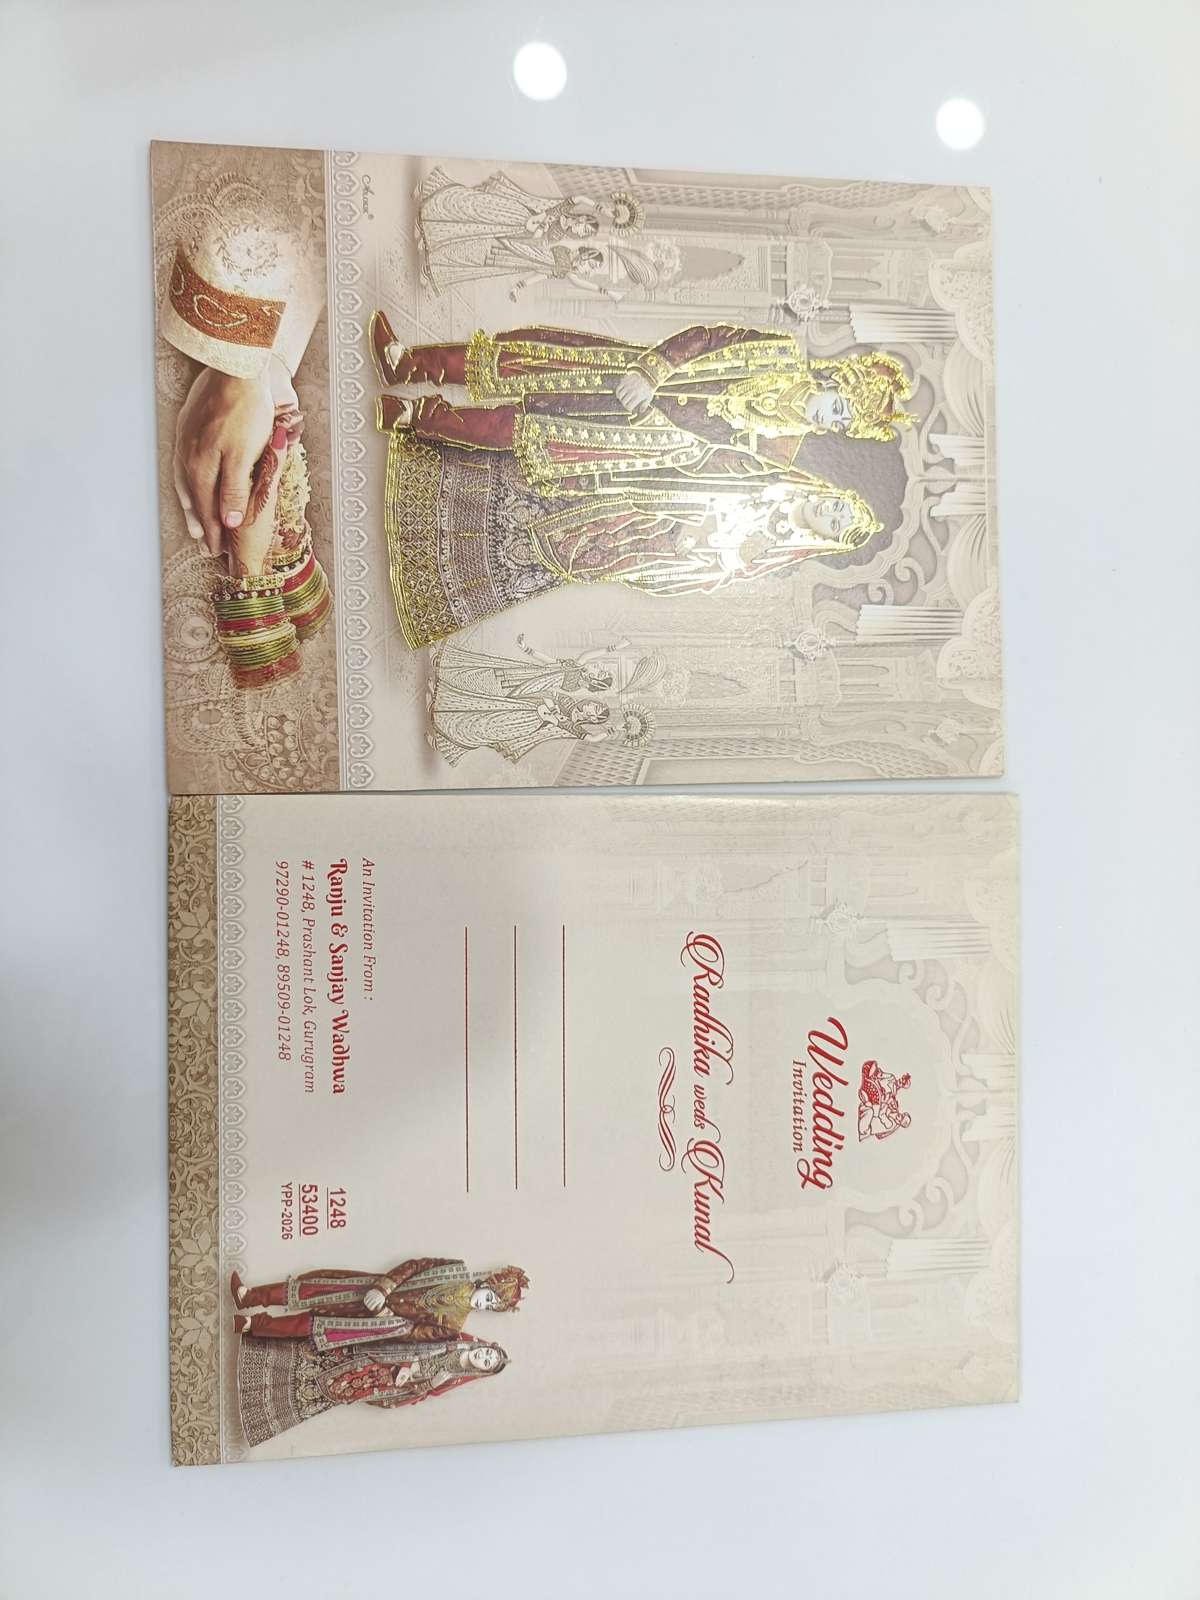 Aloek®
Wedding
Invitation
Radhika weds Kunal
An Invitation From :
Ranju & Sanjay Wadhwa
# 1248, Prashant Lok, Gurugram
97290-01248, 89509-01248
1248
53400
YPP-2026